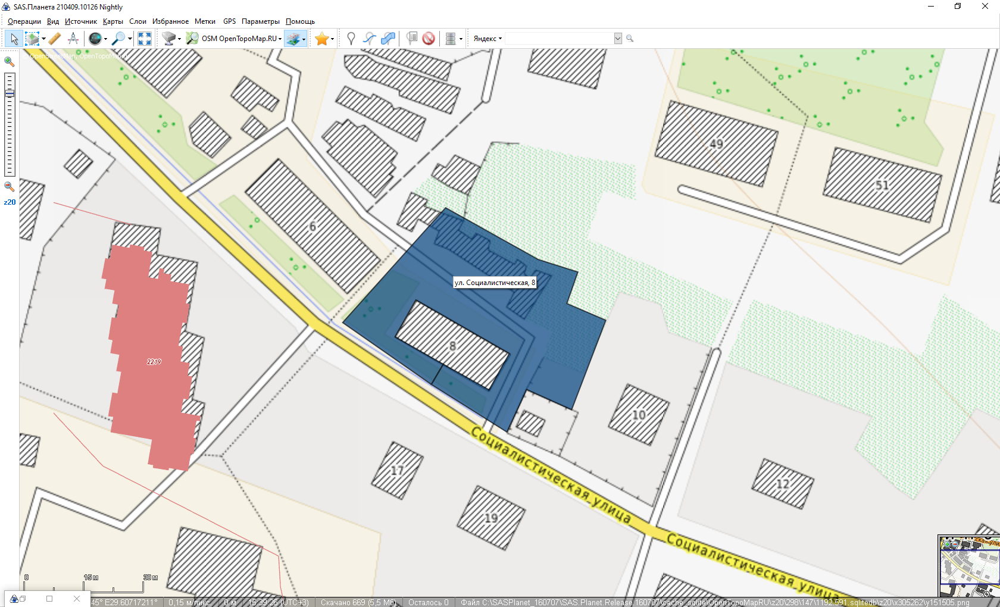 SAS.Планета 210409.10126 Nightly
Операции Вид Источник Карты Слои Избранное Метки GPS Параметры Помощь
OSM OpenTopoMap.RU
Яндекс
z20
49
51
6
ул. Социалистическая, 8
8
2219
10
17
12
19
Социалистическая улица
Социалистическая улица
0 15 м 30 м
45° E29.60717211° 0,15 м/пикс. 0 м 15:39:26 (UTC+3) Скачано 669 (5,5 Мб) Осталось 0 Файл C:\SASPlanet_160707\SAS.Planet.Release.160707\cache_sqlite\OpenTopoMapRU\z20\298\147\1192.591.sqlitedb\z20\x305262\y151505.png